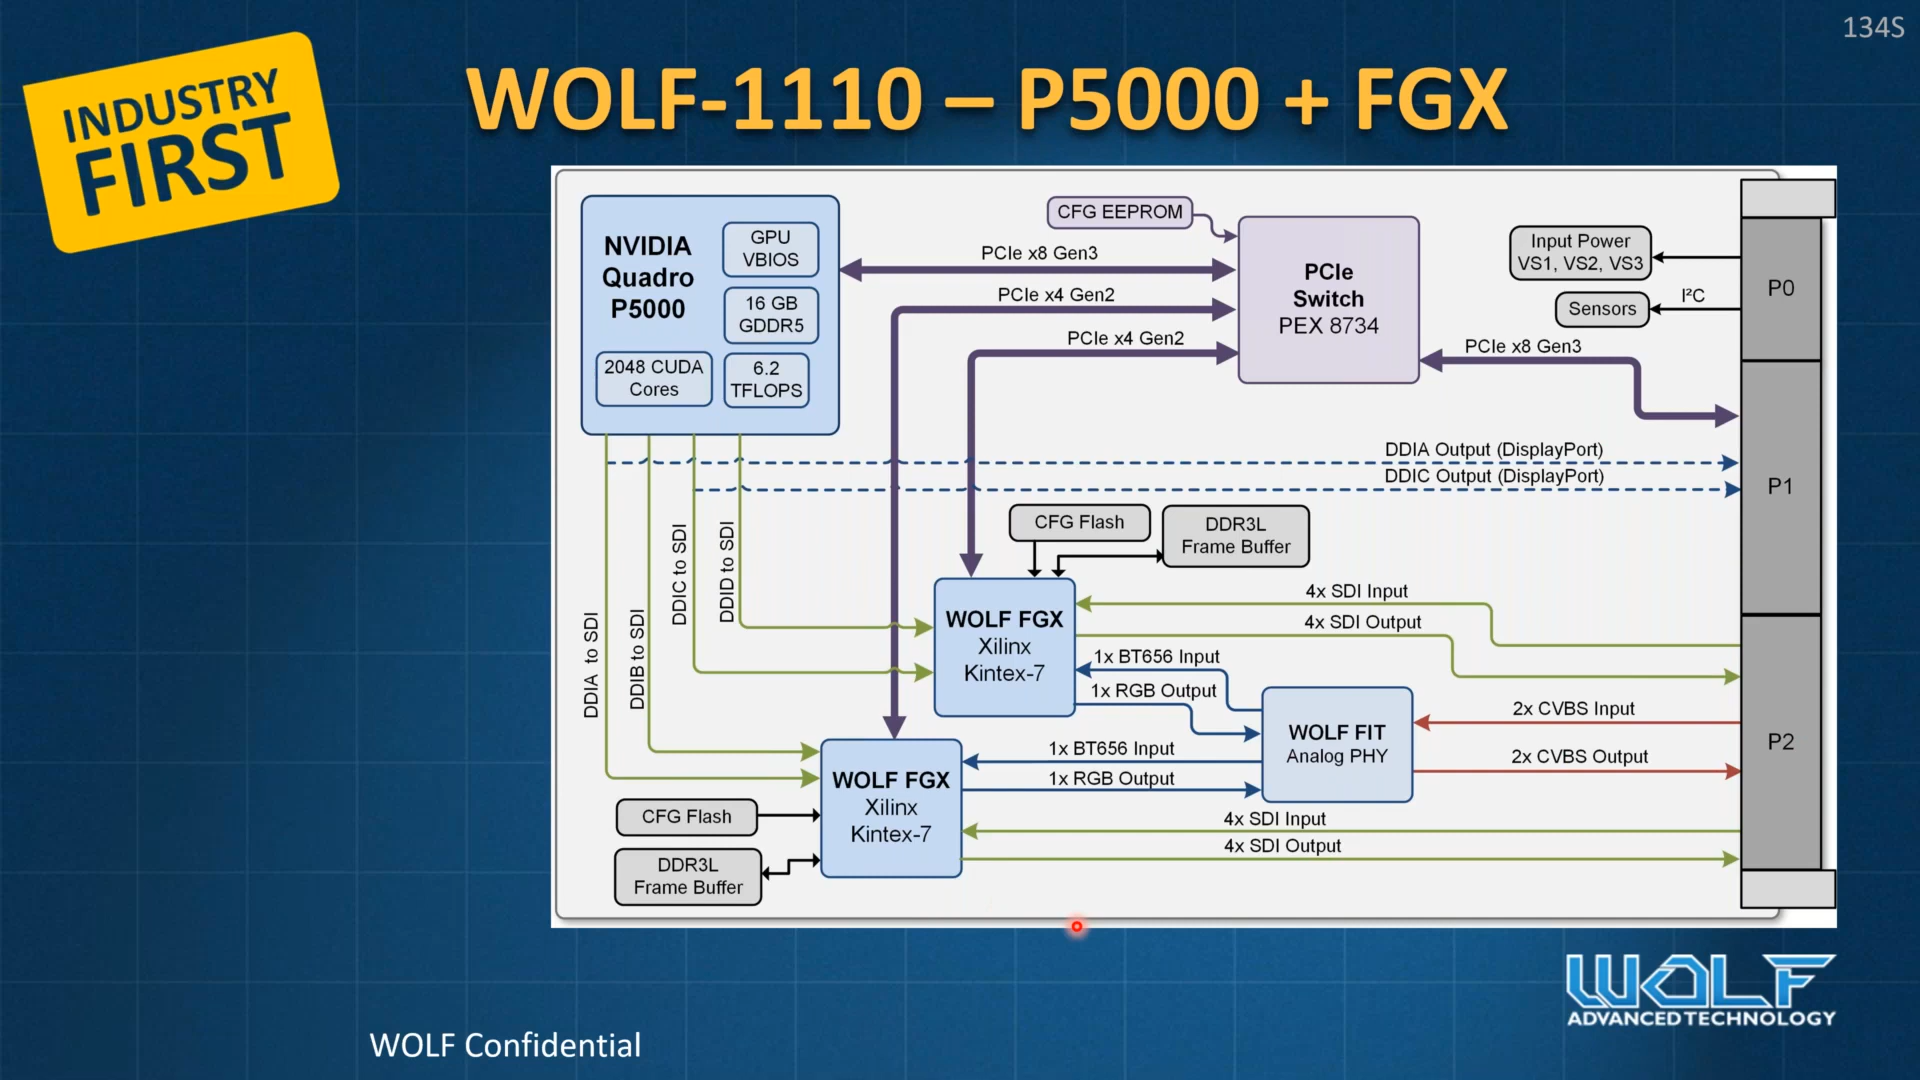 134S
INDUSTRY
FIRST
WOLF-1110 – P5000 + FGX
NVIDIA
Quadro
P5000
GPU
VBIOS
16 GB
GDDR5
2048 CUDA
Cores
6.2
TFLOPS
CFG EEPROM
PCIe x8 Gen3
PCIe x4 Gen2
PCIe x4 Gen2
PCIe
Switch
PEX 8734
Input Power
VS1, VS2, VS3
Sensors
I²C
PCIe x8 Gen3
P0
P1
P2
DDIA Output (DisplayPort)
DDIC Output (DisplayPort)
DDIA to SDI
DDIB to SDI
DDIC to SDI
DDID to SDI
CFG Flash
DDR3L
Frame Buffer
WOLF FGX
Xilinx
Kintex-7
4x SDI Input
4x SDI Output
1x BT656 Input
1x RGB Output
WOLF FIT
Analog PHY
2x CVBS Input
2x CVBS Output
WOLF FGX
Xilinx
Kintex-7
1x BT656 Input
1x RGB Output
CFG Flash
DDR3L
Frame Buffer
4x SDI Input
4x SDI Output
WOLF
ADVANCED TECHNOLOGY
WOLF Confidential